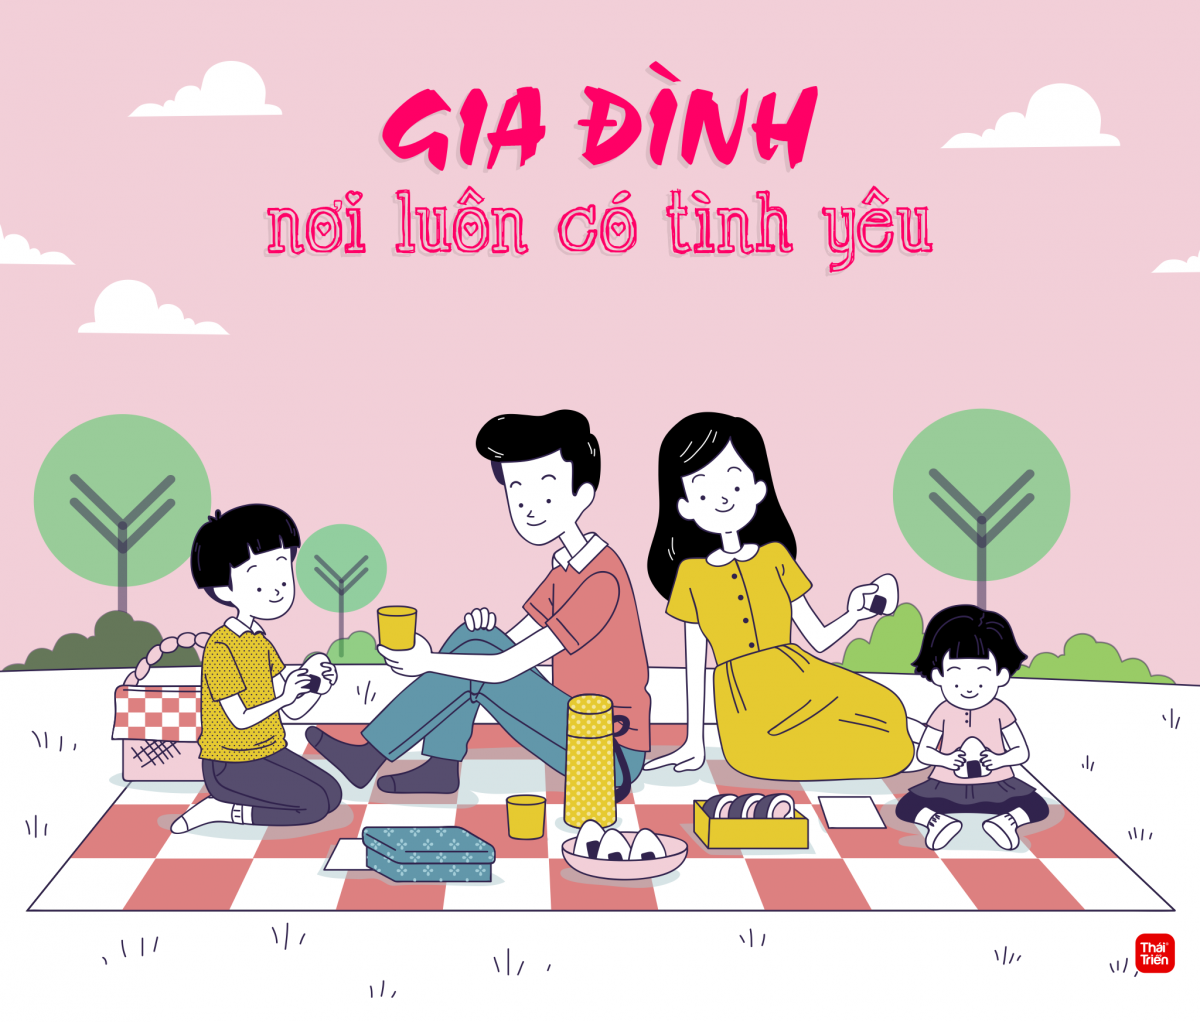 GIA ĐÌNH
nơi luôn có tình yêu
Thái
Triển